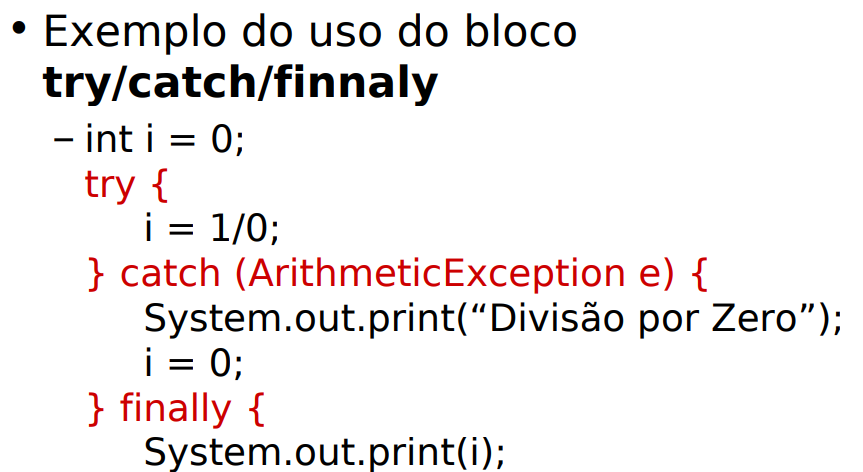 • Exemplo do uso do bloco
try/catch/finnaly
– int i = 0;
try {
i = 1/0;
} catch (ArithmeticException e) {
System.out.print(“Divisão por Zero”);
i = 0;
} finally {
System.out.print(i);